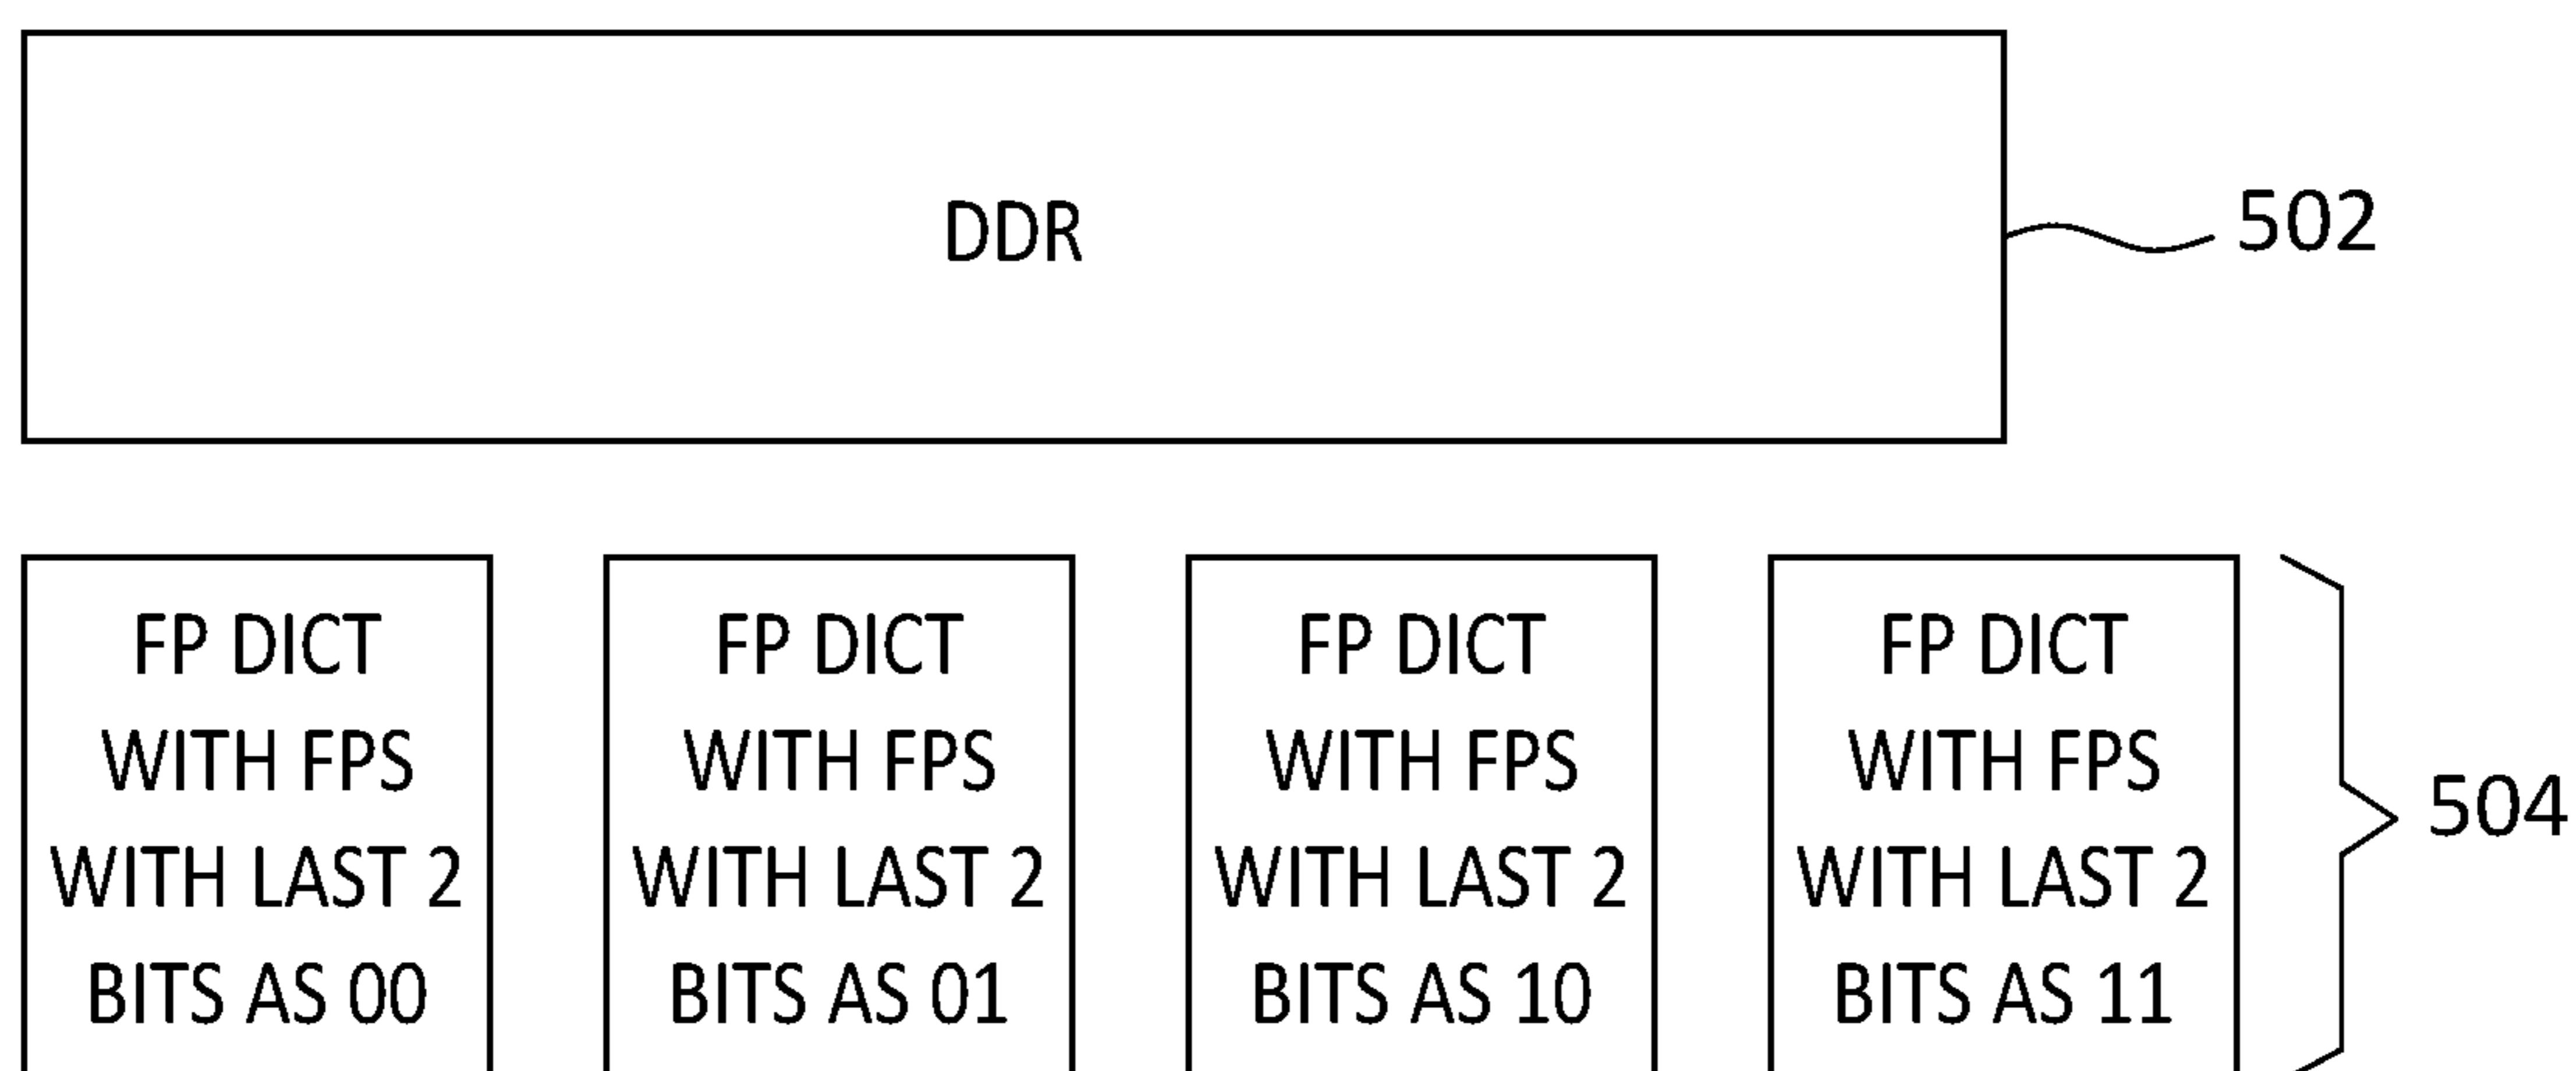 DDR
502
FP DICT
WITH FPS
WITH LAST 2
BITS AS 00
FP DICT
WITH FPS
WITH LAST 2
BITS AS 01
FP DICT
WITH FPS
WITH LAST 2
BITS AS 10
FP DICT
WITH FPS
WITH LAST 2
BITS AS 11
504